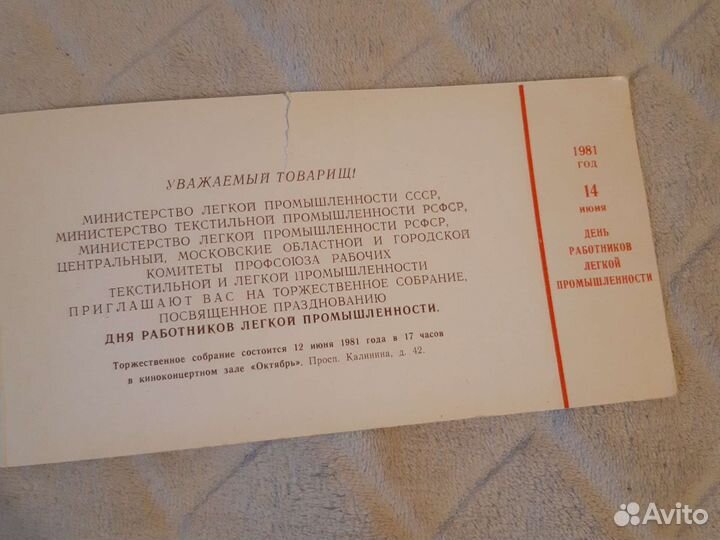 УВАЖАЕМЫЙ ТОВАРИЩ!
МИНИСТЕРСТВО ЛЕГКОЙ ПРОМЫШЛЕННОСТИ СССР,
МИНИСТЕРСТВО ТЕКСТИЛЬНОЙ ПРОМЫШЛЕННОСТИ РСФСР,
МИНИСТЕРСТВО ЛЕГКОЙ ПРОМЫШЛЕННОСТИ РСФСР,
ЦЕНТРАЛЬНЫЙ, МОСКОВСКИЕ ОБЛАСТНОЙ И ГОРОДСКОЙ
КОМИТЕТЫ ПРОФСОЮЗА РАБОЧИХ
ТЕКСТИЛЬНОЙ И ЛЕГКОЙ ПРОМЫШЛЕННОСТИ
ПРИГЛАШАЮТ ВАС НА ТОРЖЕСТВЕННОЕ СОБРАНИЕ,
ПОСВЯЩЕННОЕ ПРАЗДНОВАНИЮ
ДНЯ РАБОТНИКОВ ЛЕГКОЙ ПРОМЫШЛЕННОСТИ.
Торжественное собрание состоится 12 июня 1981 года в 17 часов
в киноконцертном зале «Октябрь». Просп. Калинина, д. 42.
1981
ГОД
14
ИЮНЯ
ДЕНЬ
РАБОТНИКОВ
ЛЕГКОЙ
ПРОМЫШЛЕННОСТИ
Avito